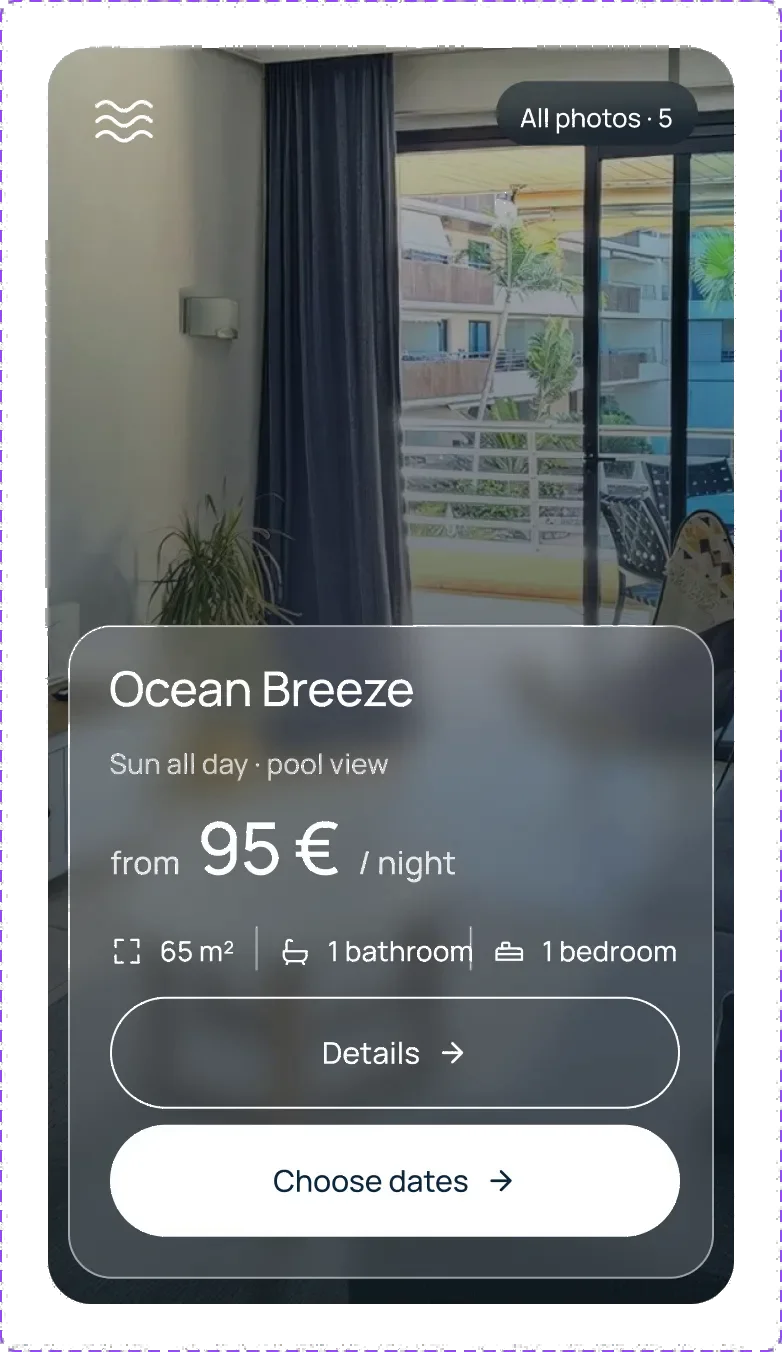 All photos · 5
Ocean Breeze
Sun all day · pool view
from 95 € / night
65 m² 1 bathroom 1 bedroom
Details →
Choose dates →